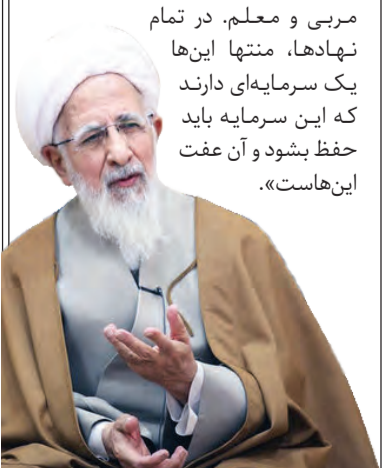 مربی و معلم. در تمام
نهادها، منتها این‌ها
یک سرمایه‌ای دارند
که این سرمایه باید
حفظ بشود و آن عفت
این‌هاست».